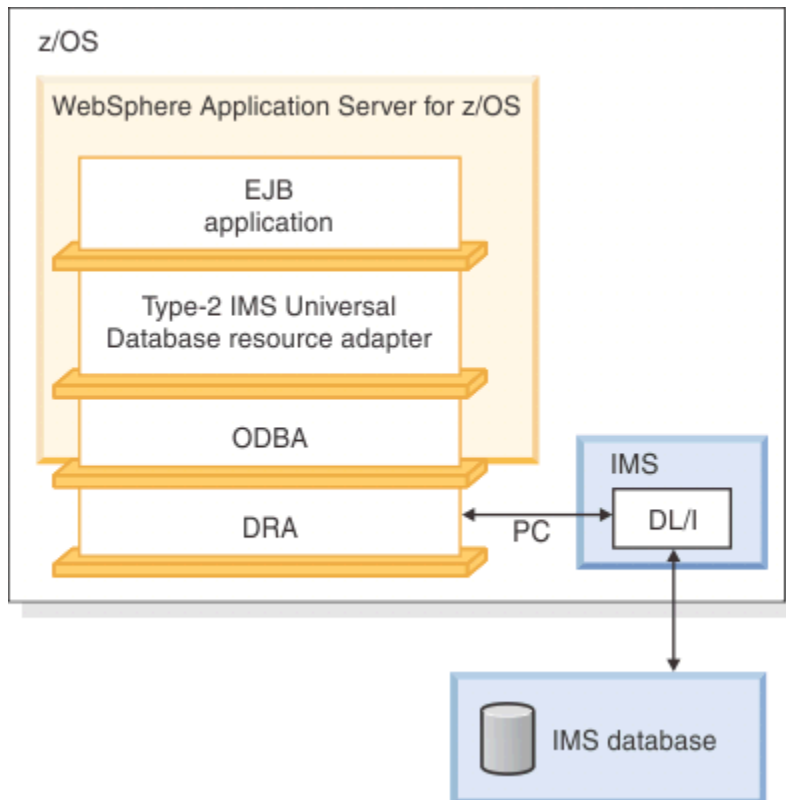 z/OS
WebSphere Application Server for z/OS
EJB
application
Type-2 IMS Universal
Database resource adapter
ODBA
DRA
PC
IMS
DL/I
IMS database